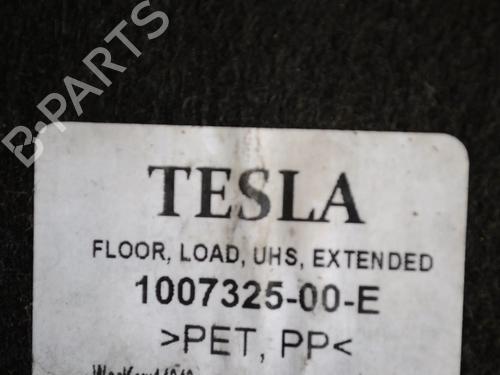 B-PARTS
TESLA
FLOOR, LOAD, UHS, EXTENDED
1007325-00-E
>PET, PP<